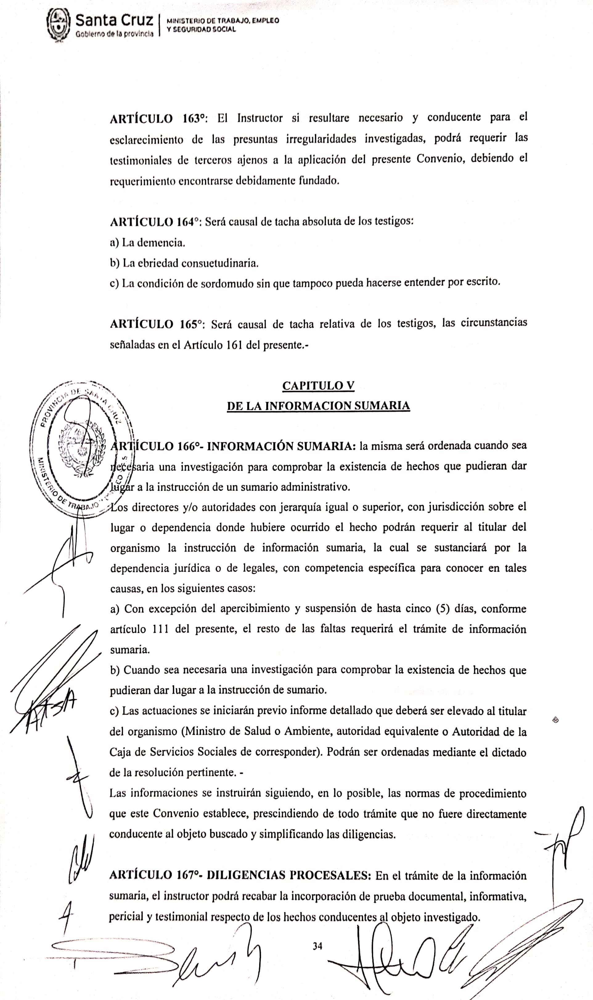 Santa Cruz
Gobierno de la provincia
MINISTERIO DE TRABAJO, EMPLEO
Y SEGURIDAD SOCIAL
ARTÍCULO 163º: El Instructor si resultare necesario y conducente para el
esclarecimiento de las presuntas irregularidades investigadas, podrá requerir las
testimoniales de terceros ajenos a la aplicación del presente Convenio, debiendo el
requerimiento encontrarse debidamente fundado.
ARTÍCULO 164º: Será causal de tacha absoluta de los testigos:
a) La demencia.
b) La ebriedad consuetudinaria.
c) La condición de sordomudo sin que tampoco pueda hacerse entender por escrito.
ARTÍCULO 165º: Será causal de tacha relativa de los testigos, las circunstancias
señaladas en el Artículo 161 del presente.-
CAPITULO V
DE LA INFORMACION SUMARIA
PROVINCIA DE SANTA CRUZ
MINISTERIO DE TRABAJO
ARTÍCULO 166º- INFORMACIÓN SUMARIA: la misma será ordenada cuando sea
necesaria una investigación para comprobar la existencia de hechos que pudieran dar
lugar a la instrucción de un sumario administrativo.
Los directores y/o autoridades con jerarquía igual o superior, con jurisdicción sobre el
lugar o dependencia donde hubiere ocurrido el hecho podrán requerir al titular del
organismo la instrucción de información sumaria, la cual se sustanciará por la
dependencia jurídica o de legales, con competencia específica para conocer en tales
causas, en los siguientes casos:
a) Con excepción del apercibimiento y suspensión de hasta cinco (5) días, conforme
artículo 111 del presente, el resto de las faltas requerirá el trámite de información
sumaria.
b) Cuando sea necesaria una investigación para comprobar la existencia de hechos que
pudieran dar lugar a la instrucción de sumario.
c) Las actuaciones se iniciarán previo informe detallado que deberá ser elevado al titular
del organismo (Ministro de Salud o Ambiente, autoridad equivalente o Autoridad de la
Caja de Servicios Sociales de corresponder). Podrán ser ordenadas mediante el dictado
de la resolución pertinente. -
Las informaciones se instruirán siguiendo, en lo posible, las normas de procedimiento
que este Convenio establece, prescindiendo de todo trámite que no fuere directamente
conducente al objeto buscado y simplificando las diligencias.
ARTÍCULO 167º- DILIGENCIAS PROCESALES: En el trámite de la información
sumaria, el instructor podrá recabar la incorporación de prueba documental, informativa,
pericial y testimonial respecto de los hechos conducentes al objeto investigado.
34